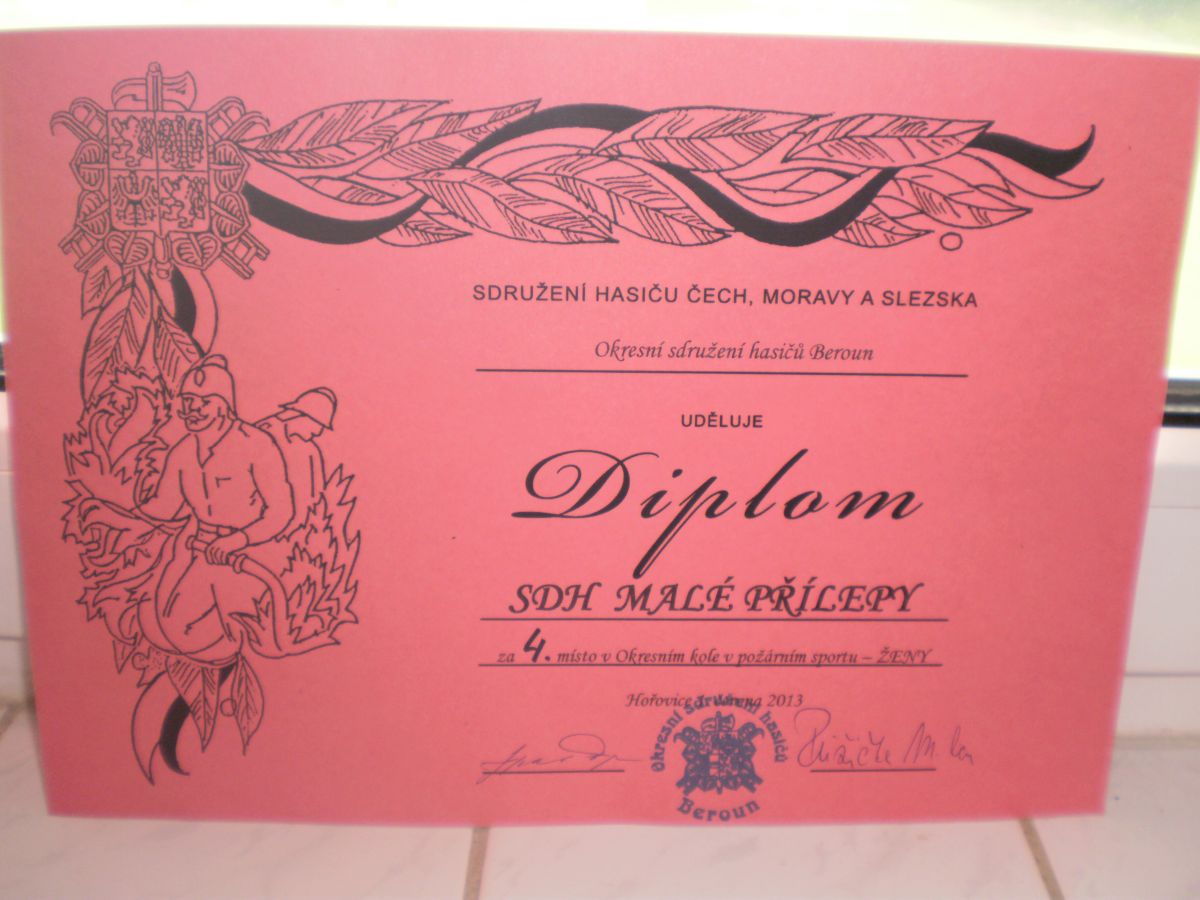 SDRUŽENÍ HASIČU ČECH, MORAVY A SLEZSKA
Okresní sdružení hasičů Beroun
UDĚLUJE
Diplom
SDH MALÉ PŘÍLEPY
za 4. místo v Okresním kole v požárním sportu – ŽENY
Hořovice 2013
Okresní sdružení hasičů
Beroun